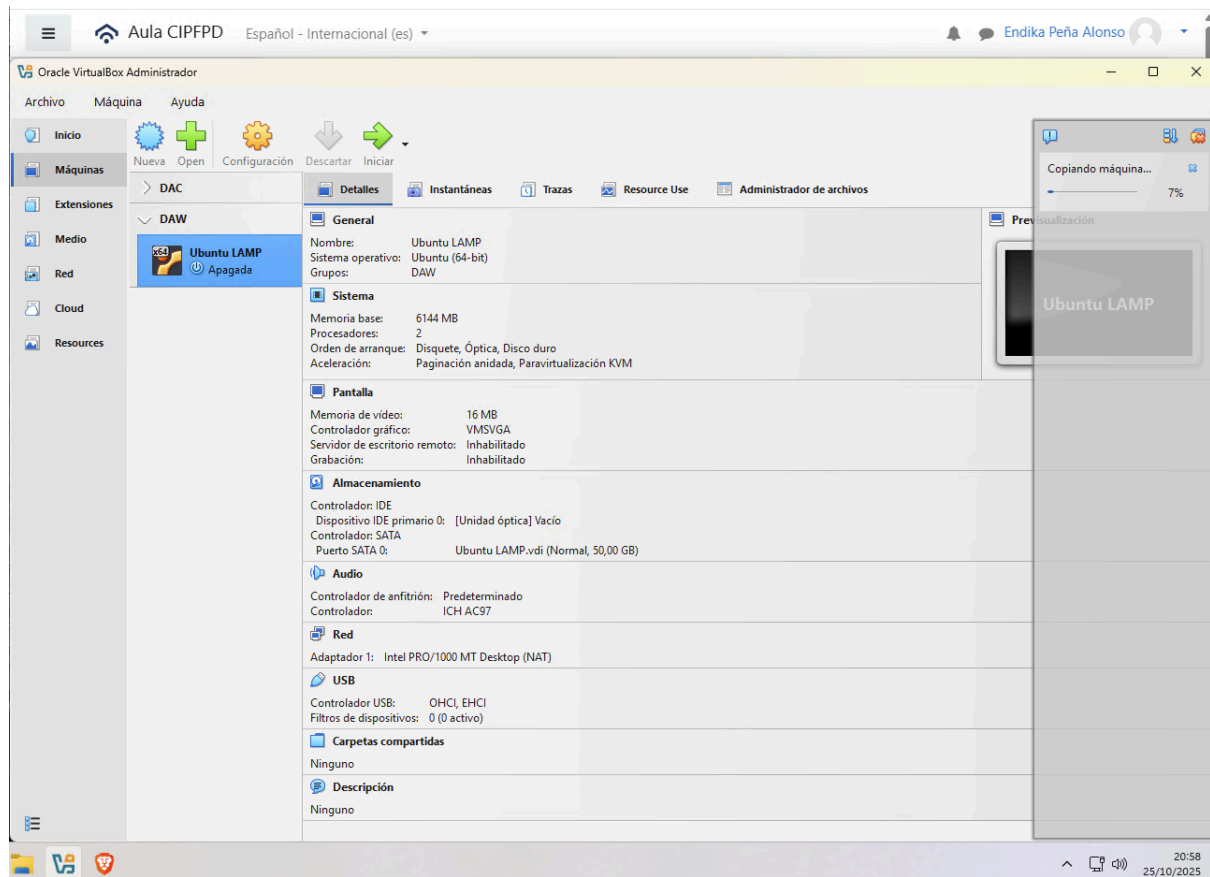 Aula CIPFPD Español - Internacional (es) Endika Peña Alonso
Oracle VirtualBox Administrador
Archivo Máquina Ayuda
Inicio
Máquinas
Extensiones
Medio
Red
Cloud
Resources
Nueva Open Configuración Descartar Iniciar
DAC
DAW
x64
Ubuntu LAMP
Apagada
Detalles Instantáneas Trazas Resource Use Administrador de archivos
General
Nombre: Ubuntu LAMP
Sistema operativo: Ubuntu (64-bit)
Grupos: DAW
Sistema
Memoria base: 6144 MB
Procesadores: 2
Orden de arranque: Disquete, Óptica, Disco duro
Aceleración: Paginación anidada, Paravirtualización KVM
Pantalla
Memoria de vídeo: 16 MB
Controlador gráfico: VMSVGA
Servidor de escritorio remoto: Inhabilitado
Grabación: Inhabilitado
Almacenamiento
Controlador: IDE
Dispositivo IDE primario 0: [Unidad óptica] Vacío
Controlador: SATA
Puerto SATA 0: Ubuntu LAMP.vdi (Normal, 50,00 GB)
Audio
Controlador de anfitrión: Predeterminado
Controlador: ICH AC97
Red
Adaptador 1: Intel PRO/1000 MT Desktop (NAT)
USB
Controlador USB: OHCI, EHCI
Filtros de dispositivos: 0 (0 activo)
Carpetas compartidas
Ninguno
Descripción
Ninguno
Copiando máquina...
7%
Previsualización
Ubuntu LAMP
20:58
25/10/2025